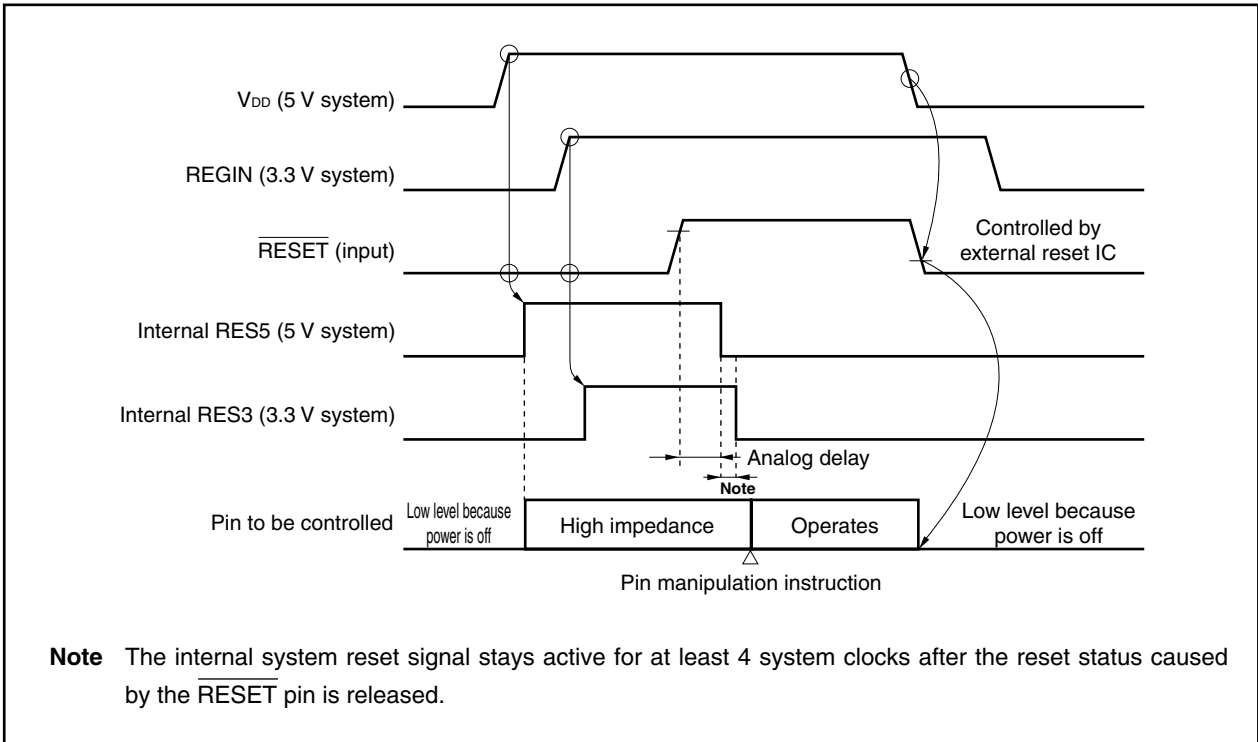 VDD (5 V system)
REGIN (3.3 V system)
RESET (input)
Controlled by
external reset IC
Internal RES5 (5 V system)
Internal RES3 (3.3 V system)
Analog delay
Note
Pin to be controlled
Low level because
power is off
High impedance
Operates
Low level because
power is off
Pin manipulation instruction
Note The internal system reset signal stays active for at least 4 system clocks after the reset status caused
by the RESET pin is released.